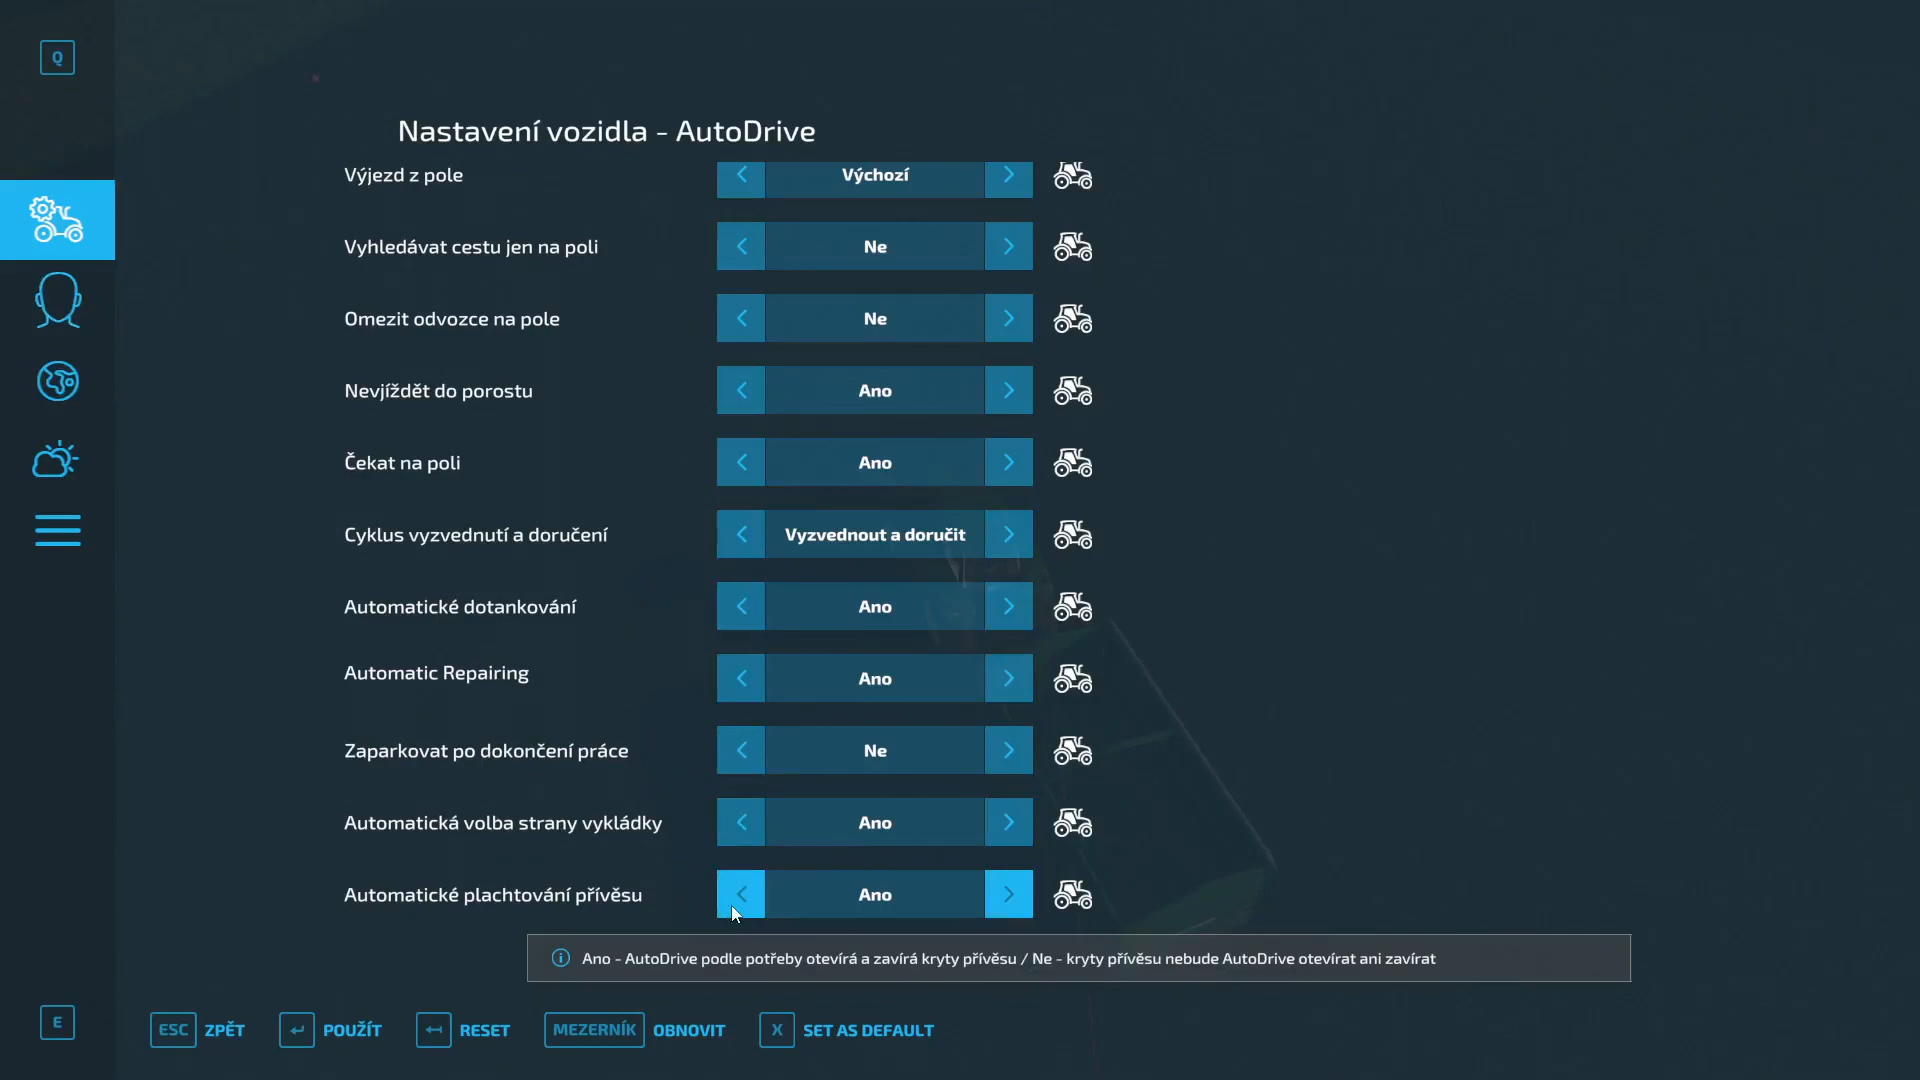 Q
Nastavení vozidla - AutoDrive
Výjezd z pole
Výchozí
Vyhledávat cestu jen na poli
Ne
Omezit odvozce na pole
Ne
Nevjíždět do porostu
Ano
Čekat na poli
Ano
Cyklus vyzvednutí a doručení
Vyzvednout a doručit
Automatické dotankování
Ano
Automatic Repairing
Ano
Zaparkovat po dokončení práce
Ne
Automatická volba strany vykládky
Ano
Automatické plachtování přívěsu
Ano
Ano - AutoDrive podle potřeby otevírá a zavírá kryty přívěsu / Ne - kryty přívěsu nebude AutoDrive otevírat ani zavírat
E
ESC ZPĚT POUŽÍT RESET MEZERNÍK OBNOVIT X SET AS DEFAULT